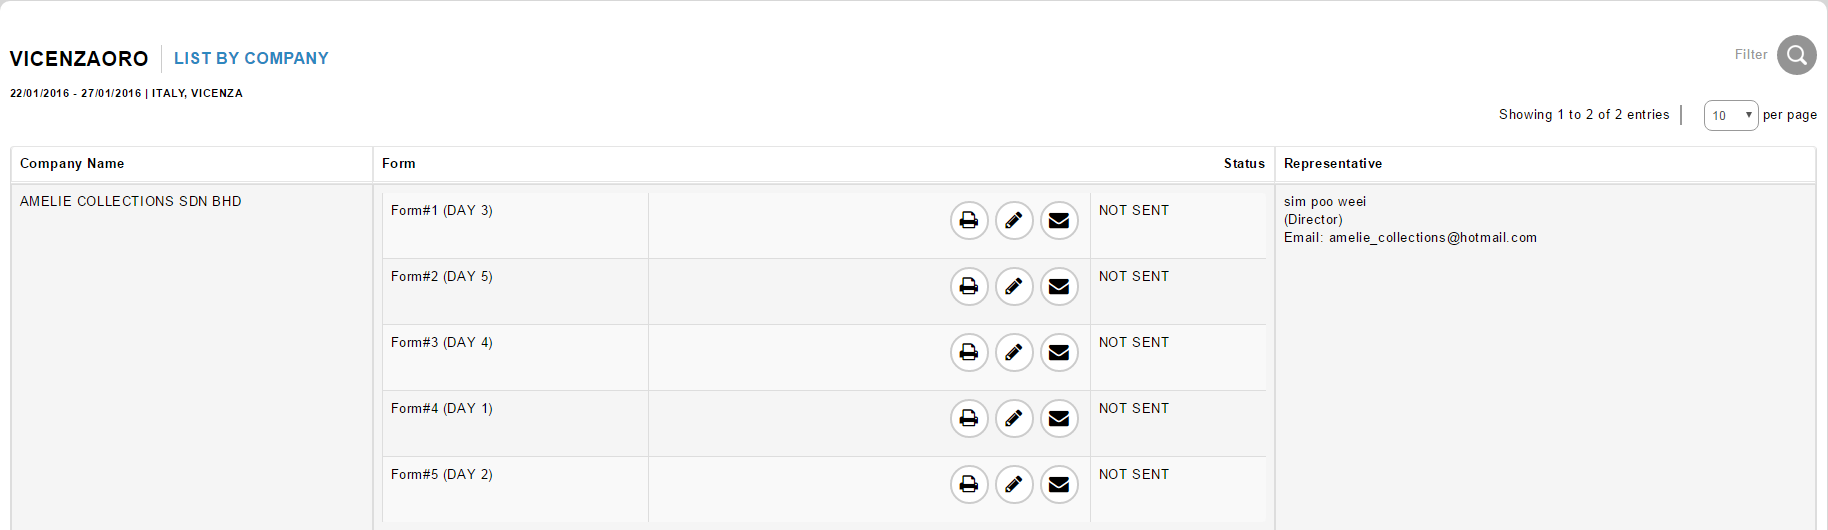 VICENZAORO LIST BY COMPANY
Filter
22/01/2016 - 27/01/2016 | ITALY, VICENZA
Showing 1 to 2 of 2 entries 10 per page
Company Name Form Status Representative
AMELIE COLLECTIONS SDN BHD
Form#1 (DAY 3) NOT SENT
Form#2 (DAY 5) NOT SENT
Form#3 (DAY 4) NOT SENT
Form#4 (DAY 1) NOT SENT
Form#5 (DAY 2) NOT SENT
sim poo weei
(Director)
Email: amelie_collections@hotmail.com